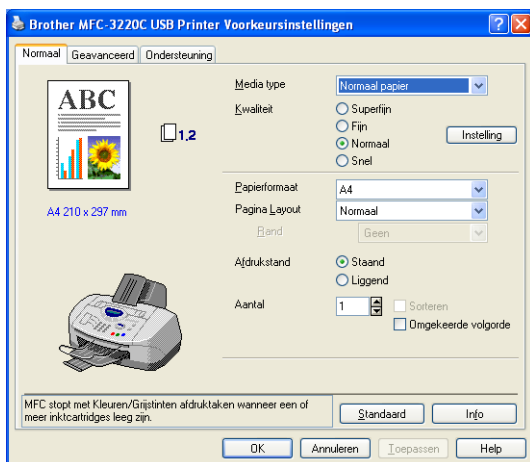 Brother MFC-3220C USB Printer Voorkeursinstellingen
Normaal Geavanceerd Ondersteuning
ABC
1,2
A4 210 x 297 mm
Media type Normaal papier
Kwaliteit Superfijn
Fijn
Normaal
Snel
Instelling
Papierformaat A4
Pagina Layout Normaal
Rand Geen
Afdrukstand Staand
Liggend
Aantal 1 Sorteren
Omgekeerde volgorde
MFC stopt met Kleuren/Grijstinten afdruktaken wanneer een of
meer inktcartridges leeg zijn.
Standaard Info
OK Annuleren Toepassen Help